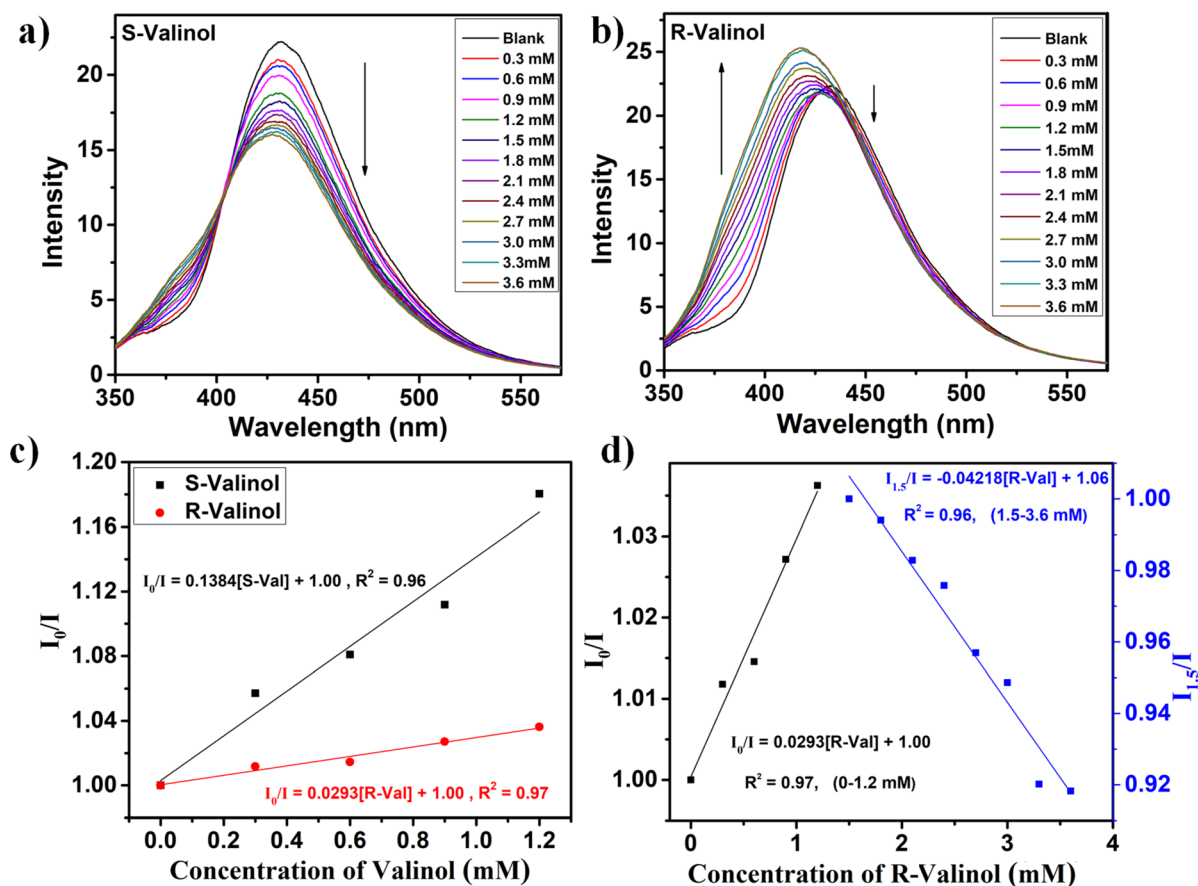 a)
S-Valinol
Blank
0.3 mM
0.6 mM
0.9 mM
1.2 mM
1.5 mM
1.8 mM
2.1 mM
2.4 mM
2.7 mM
3.0 mM
3.3mM
3.6 mM
Intensity
20
15
10
5
0
350 400 450 500 550
Wavelength (nm)
b)
R-Valinol
Blank
0.3 mM
0.6 mM
0.9 mM
1.2 mM
1.5mM
1.8 mM
2.1 mM
2.4 mM
2.7 mM
3.0 mM
3.3 mM
3.6 mM
Intensity
25
20
15
10
5
0
350 400 450 500 550
Wavelength (nm)
c)
S-Valinol
R-Valinol
I₀/I = 0.1384[S-Val] + 1.00 , R² = 0.96
I₀/I = 0.0293[R-Val] + 1.00 , R² = 0.97
I₀/I
1.20
1.16
1.12
1.08
1.04
1.00
0.0 0.2 0.4 0.6 0.8 1.0 1.2
Concentration of Valinol (mM)
d)
I₁.₅/I = -0.04218[R-Val] + 1.06
R² = 0.96, (1.5-3.6 mM)
I₀/I = 0.0293[R-Val] + 1.00
R² = 0.97, (0-1.2 mM)
I₀/I
1.03
1.02
1.01
1.00
0 1 2 3 4
Concentration of R-Valinol (mM)
1.00
0.98
0.96
0.94
0.92
I₁.₅/I